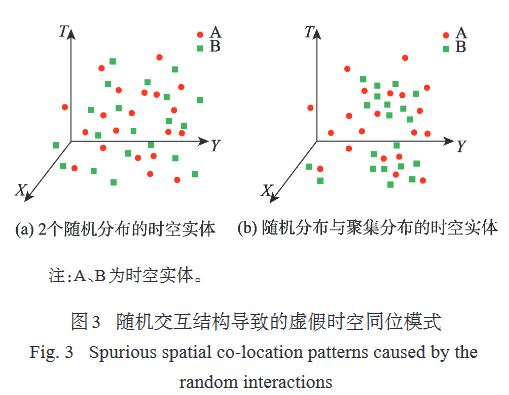 T
A
B
Y
X
T
A
B
Y
X
(a) 2个随机分布的时空实体
(b) 随机分布与聚集分布的时空实体
注:A、B为时空实体。
图3 随机交互结构导致的虚假时空同位模式
Fig. 3 Spurious spatial co-location patterns caused by the
random interactions